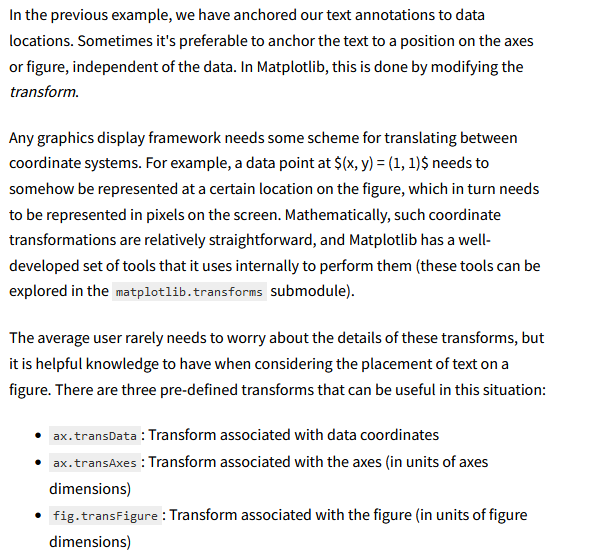 In the previous example, we have anchored our text annotations to data
locations. Sometimes it's preferable to anchor the text to a position on the axes
or figure, independent of the data. In Matplotlib, this is done by modifying the
transform.
Any graphics display framework needs some scheme for translating between
coordinate systems. For example, a data point at $(x, y) = (1, 1)$ needs to
somehow be represented at a certain location on the figure, which in turn needs
to be represented in pixels on the screen. Mathematically, such coordinate
transformations are relatively straightforward, and Matplotlib has a well-
developed set of tools that it uses internally to perform them (these tools can be
explored in the matplotlib.transforms submodule).
The average user rarely needs to worry about the details of these transforms, but
it is helpful knowledge to have when considering the placement of text on a
figure. There are three pre-defined transforms that can be useful in this situation:
• ax.transData : Transform associated with data coordinates
• ax.transAxes : Transform associated with the axes (in units of axes
dimensions)
• fig.transFigure : Transform associated with the figure (in units of figure
dimensions)